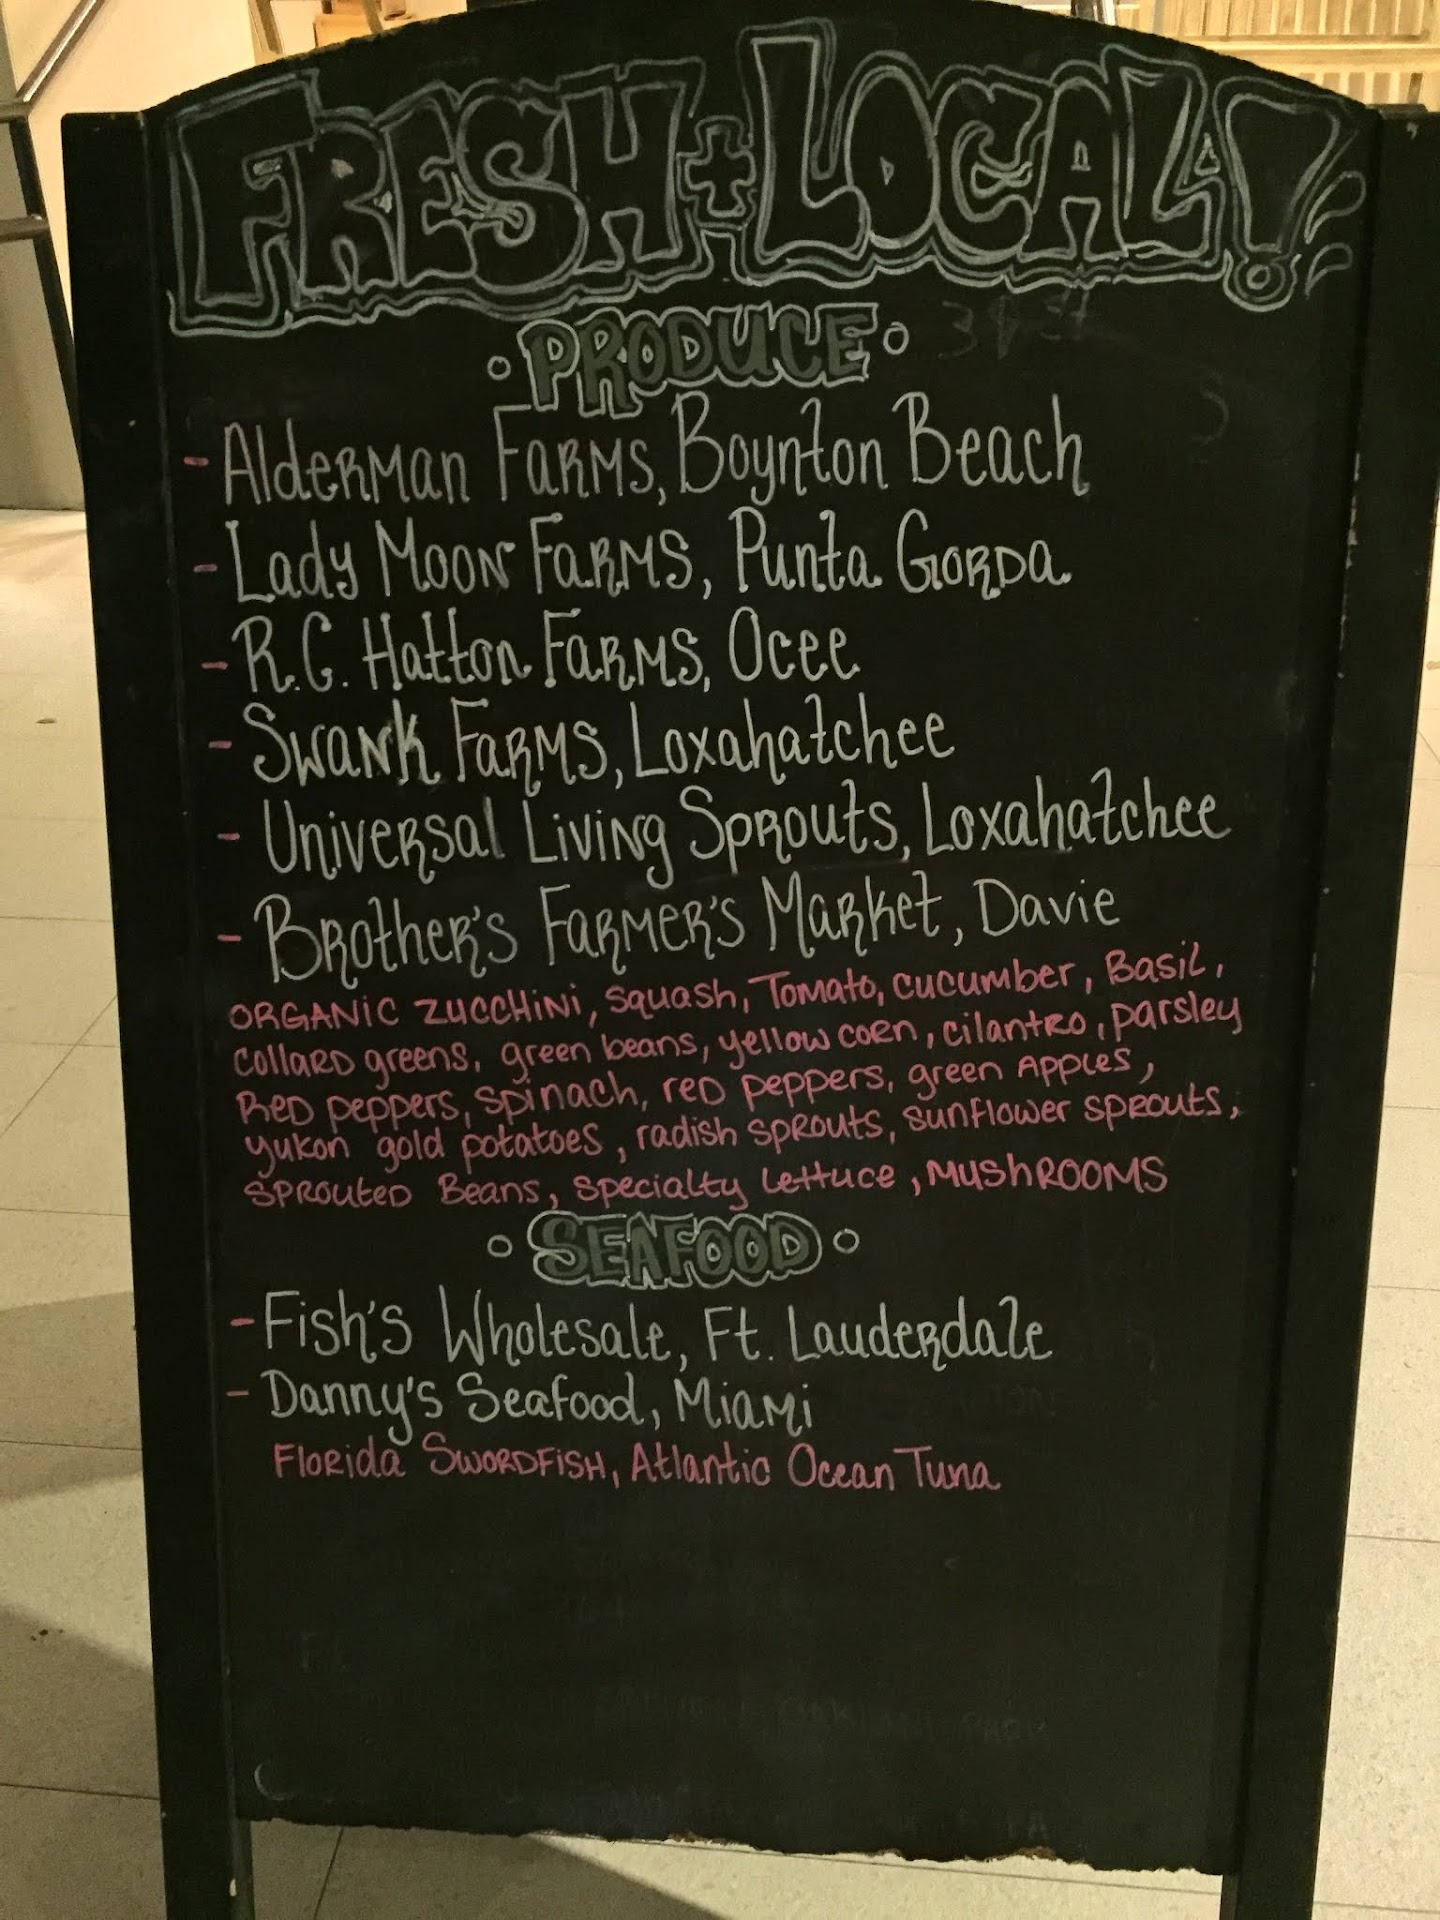 FRESH + LOCAL!
PRODUCE
- Alderman Farms, Boynton Beach
- Lady Moon Farms, Punta Gorda
- R.C. Hatton Farms, Ocee
- Swank Farms, Loxahatchee
- Universal Living Sprouts, Loxahatchee
- Brother's Farmer's Market, Davie
ORGANIC ZUCCHINI, squash, Tomato, cucumber, Basil,
collard greens, green beans, yellow corn, cilantro, parsley
Red peppers, spinach, red peppers, green Apples,
yukon gold potatoes, radish sprouts, sunflower sprouts,
sprouted Beans, specialty lettuce, MUSHROOMS
SEAFOOD
- Fish's Wholesale, Ft. Lauderdale
- Danny's Seafood, Miami
Florida Swordfish, Atlantic Ocean Tuna